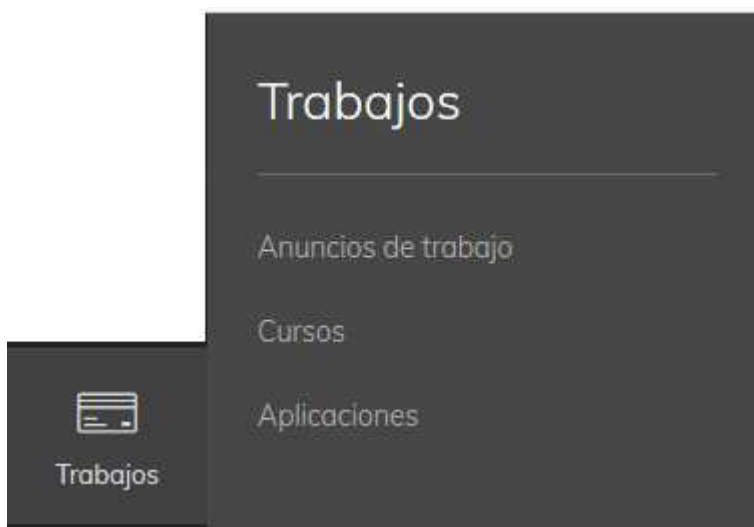 Trabajos
Anuncios de trabajo
Cursos
Aplicaciones
Trabajos